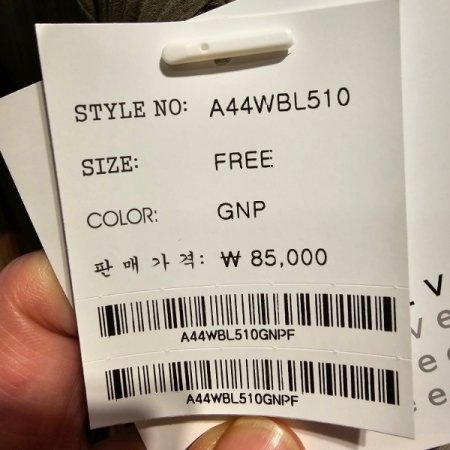 STYLE NO: A44WBL510
SIZE: FREE
COLOR: GNP
판매가격: ₩ 85,000
A44WBL510GNPF
A44WBL510GNPF